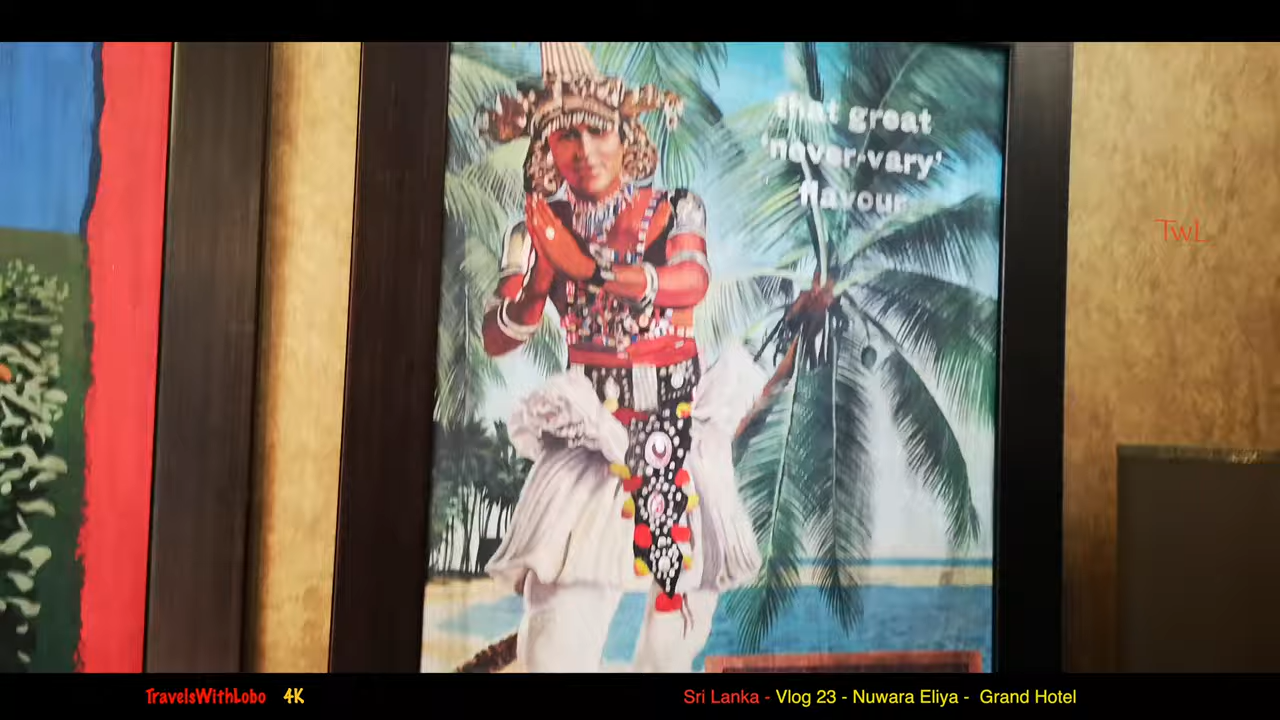 that great
'never-vary'
flavour
TwL
TravelsWithLobo 4K
Sri Lanka - Vlog 23 - Nuwara Eliya - Grand Hotel